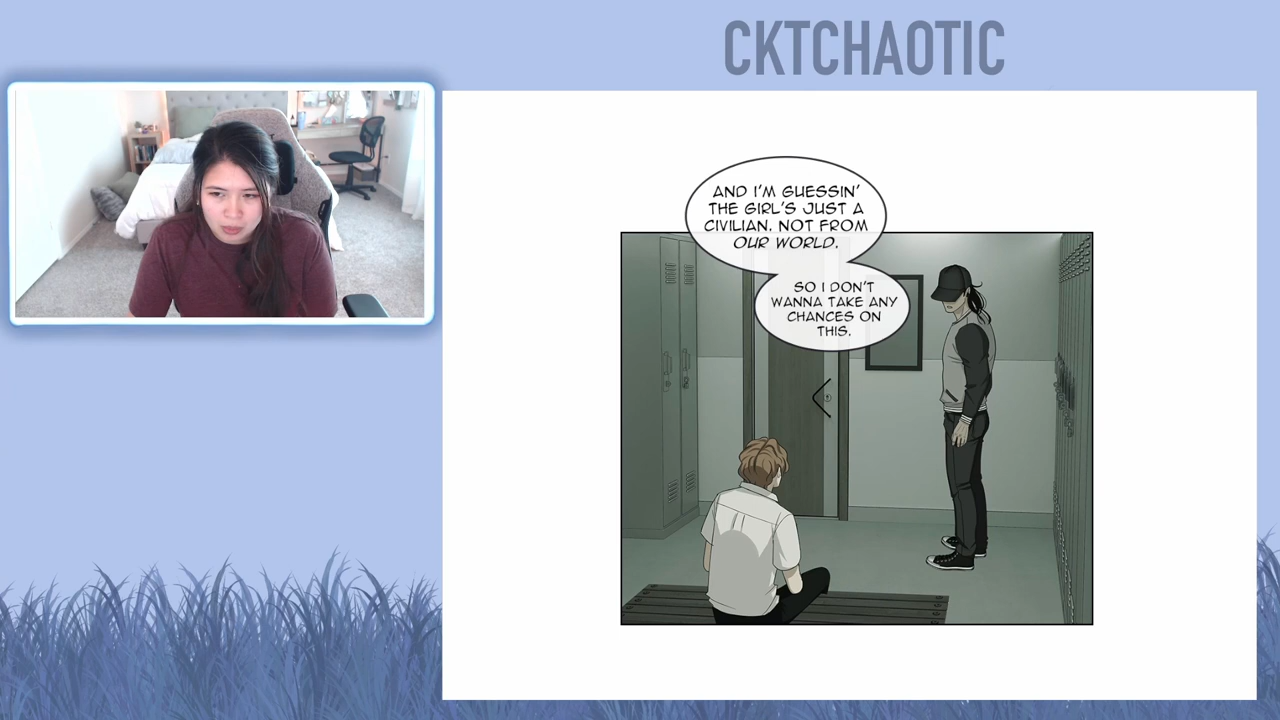 CKTCHAOTIC
AND I'M GUESSIN'
THE GIRL'S JUST A
CIVILIAN. NOT FROM
OUR WORLD.
SO I DON'T
WANNA TAKE ANY
CHANCES ON
THIS.